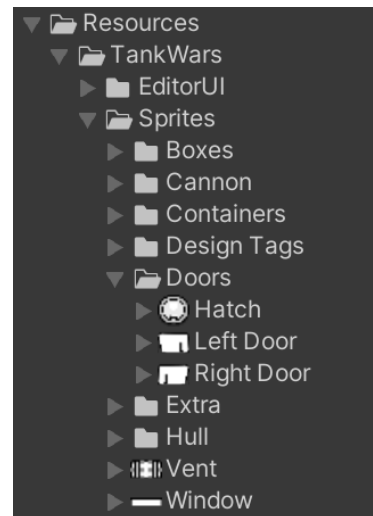 Resources
TankWars
EditorUI
Sprites
Boxes
Cannon
Containers
Design Tags
Doors
Hatch
Left Door
Right Door
Extra
Hull
Vent
Window